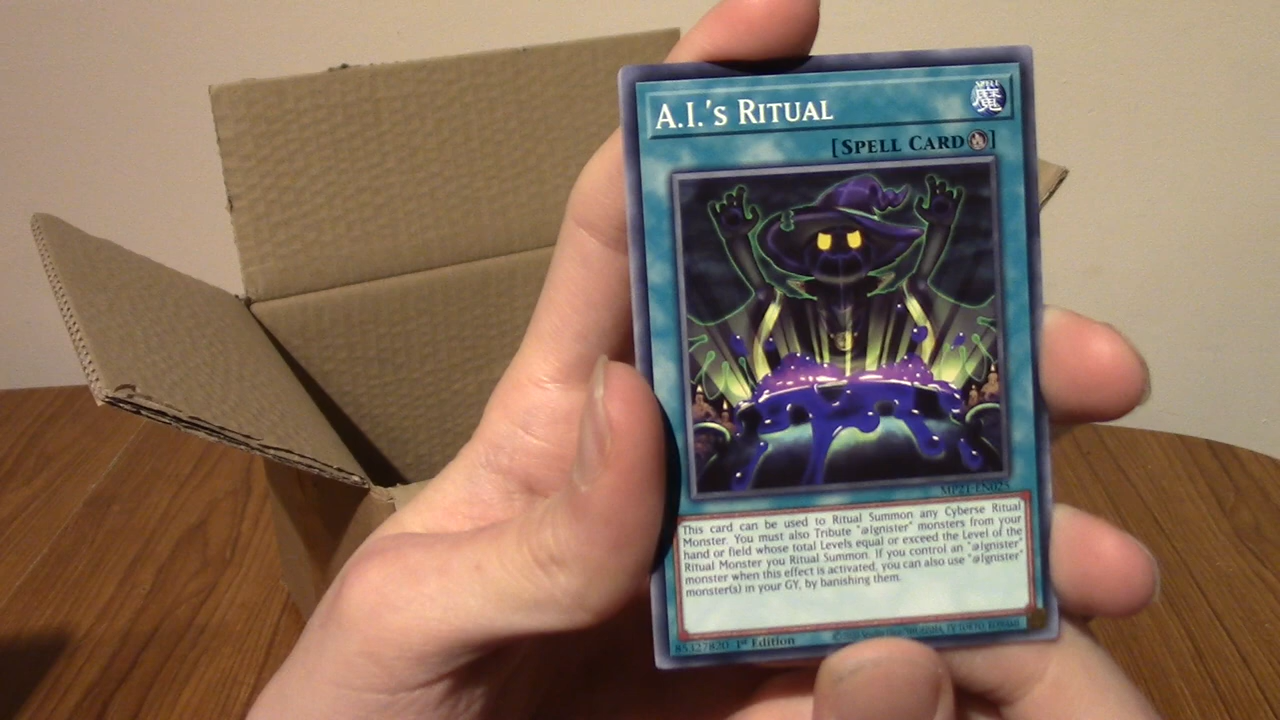 A.I.'s Ritual
SPELL
魔
[Spell Card]
MP21-EN025
This card can be used to Ritual Summon any Cyberse Ritual
Monster. You must also Tribute "@Ignister" monsters from your
hand or field whose total Levels equal or exceed the Level of the
Ritual Monster you Ritual Summon. If you control an "@Ignister"
monster when this effect is activated, you can also use "@Ignister"
monster(s) in your GY, by banishing them.
85327820 1st Edition